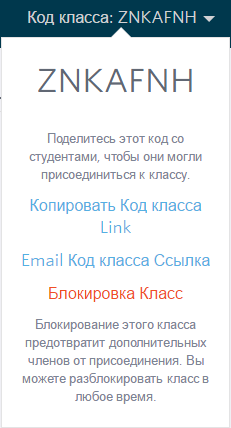 Код класса: ZNKAFNH
ZNKAFNH
Поделитесь этот код со
студентами, чтобы они могли
присоединиться к классу.
Копировать Код класса
Link
Email Код класса Ссылка
Блокировка Класс
Блокирование этого класса
предотвратит дополнительных
членов от присоединения. Вы
можете разблокировать класс в
любое время.